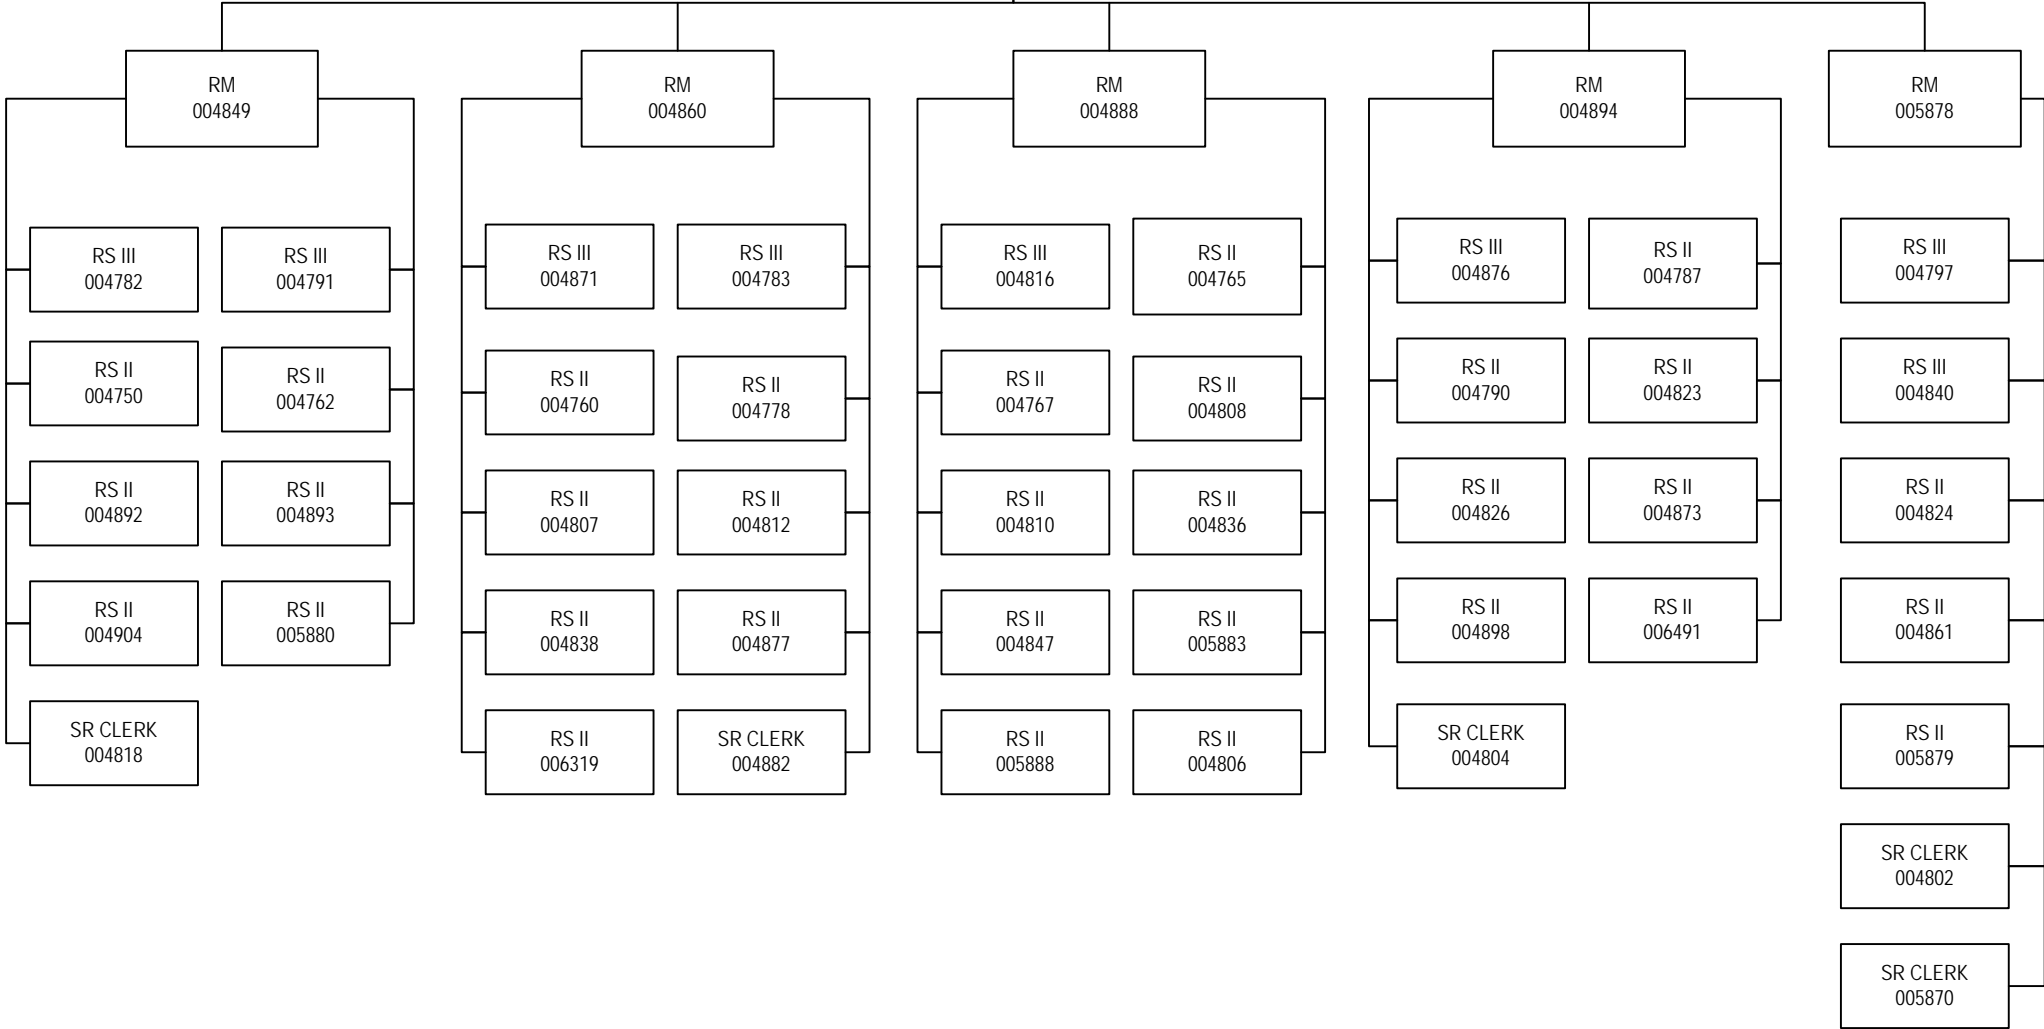 RM
004849
RM
004860
RM
004888
RM
004894
RM
005878
RS III
004782
RS III
004791
RS II
004750
RS II
004762
RS II
004892
RS II
004893
RS II
004904
RS II
005880
SR CLERK
004818
RS III
004871
RS III
004783
RS II
004760
RS II
004778
RS II
004807
RS II
004812
RS II
004838
RS II
004877
RS II
006319
SR CLERK
004882
RS III
004816
RS II
004765
RS II
004767
RS II
004808
RS II
004810
RS II
004836
RS II
004847
RS II
005883
RS II
005888
RS II
004806
RS III
004876
RS II
004787
RS II
004790
RS II
004823
RS II
004826
RS II
004873
RS II
004898
RS II
006491
SR CLERK
004804
RS III
004797
RS III
004840
RS II
004824
RS II
004861
RS II
005879
SR CLERK
004802
SR CLERK
005870